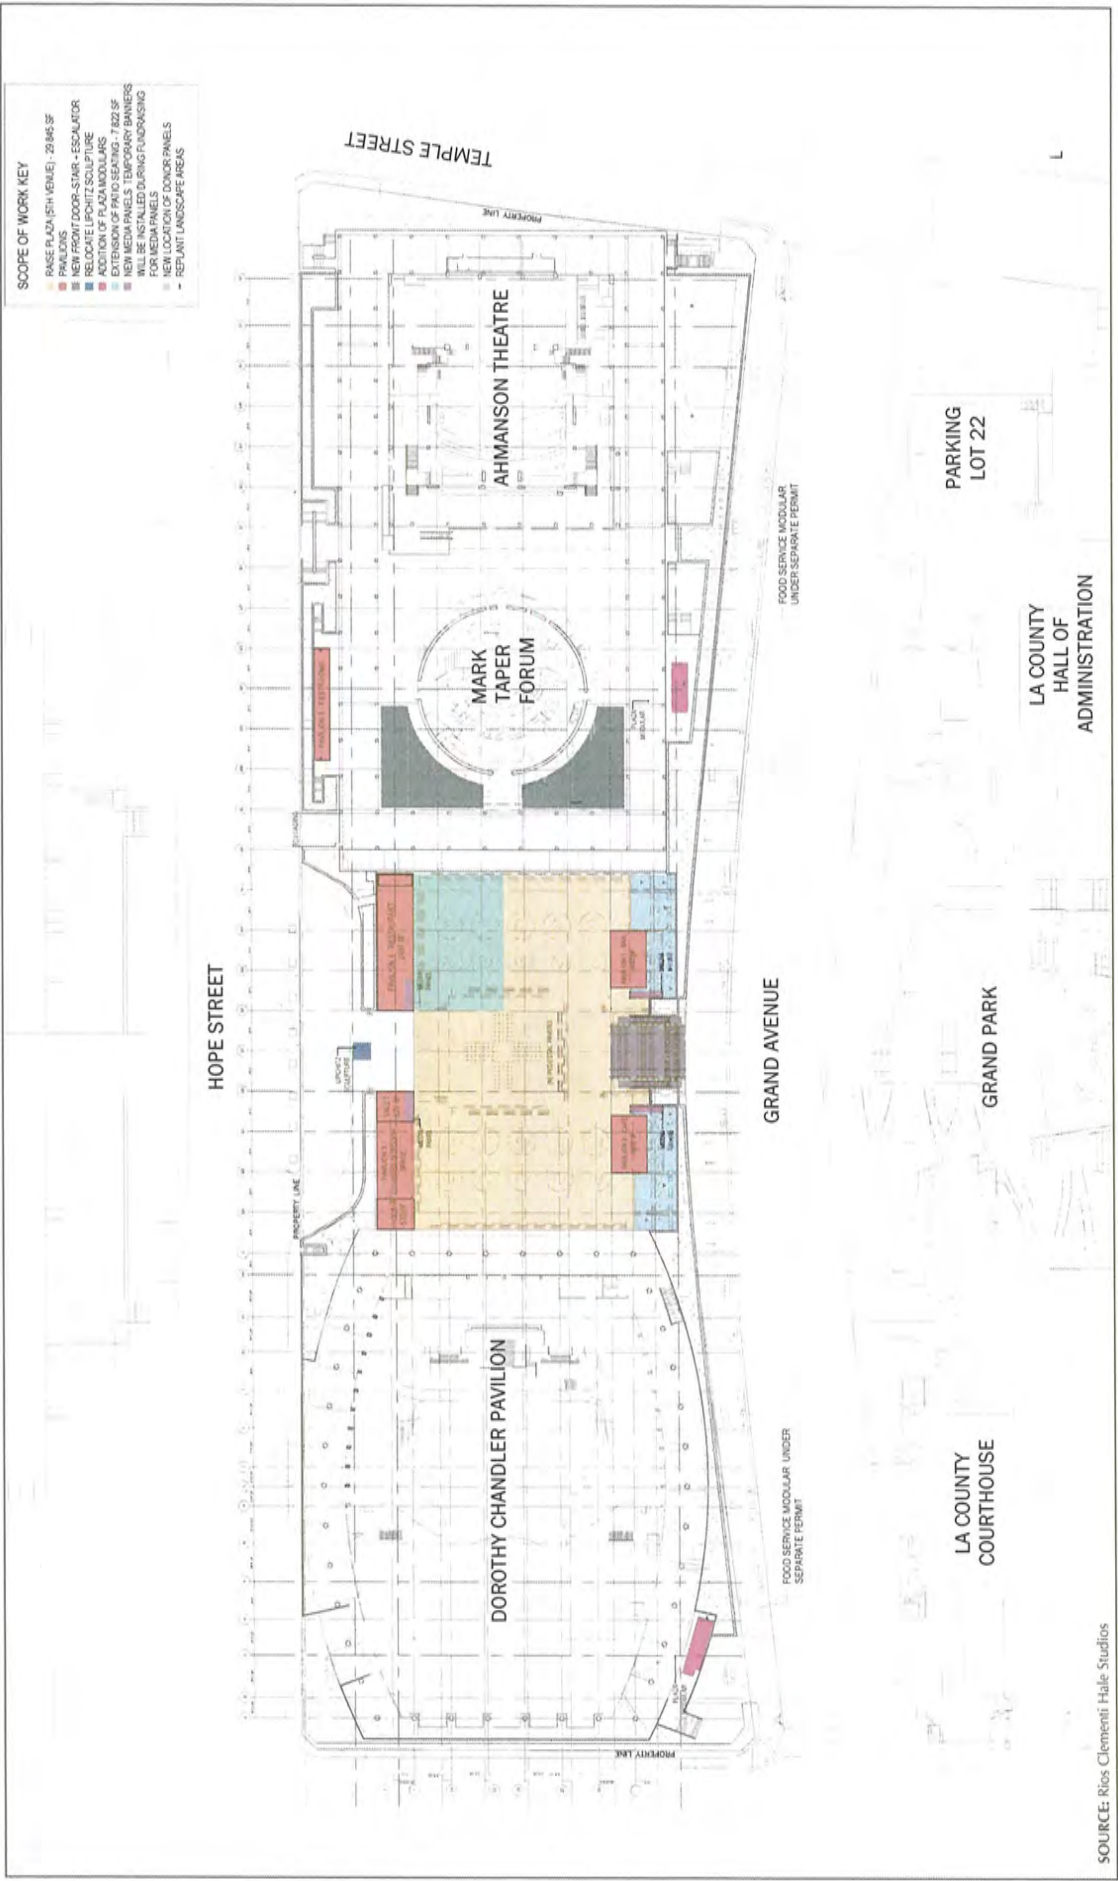 SCOPE OF WORK KEY
RAISE PLAZA (5TH VENUE) - 29 845 SF
PAVILIONS
NEW FRONT DOOR-STAIR + ESCALATOR
RELOCATE LIPCHITZ SCULPTURE
ADDITION OF PLAZA MODULARS
EXTENSION OF PATIO SEATING - 7 822 SF
NEW MEDIA PANELS TEMPORARY BANNERS
WILL BE INSTALLED DURING FUNDRAISING
FOR MEDIA PANELS
NEW LOCATION OF DONOR PANELS
REPLANT LANDSCAPE AREAS
TEMPLE STREET
PROPERTY LINE
HOPE STREET
PROPERTY LINE
LIPCHITZ
SCULPTURE
AHMANSON THEATRE
MARK
TAPER
FORUM
PLAZA
MODULAR
DOROTHY CHANDLER PAVILION
PLAZA
PROPERTY LINE
FOOD SERVICE MODULAR
UNDER SEPARATE PERMIT
GRAND AVENUE
FOOD SERVICE MODULAR UNDER
SEPARATE PERMIT
PARKING
LOT 22
LA COUNTY
HALL OF
ADMINISTRATION
GRAND PARK
LA COUNTY
COURTHOUSE
SOURCE: Rios Clementi Hale Studios